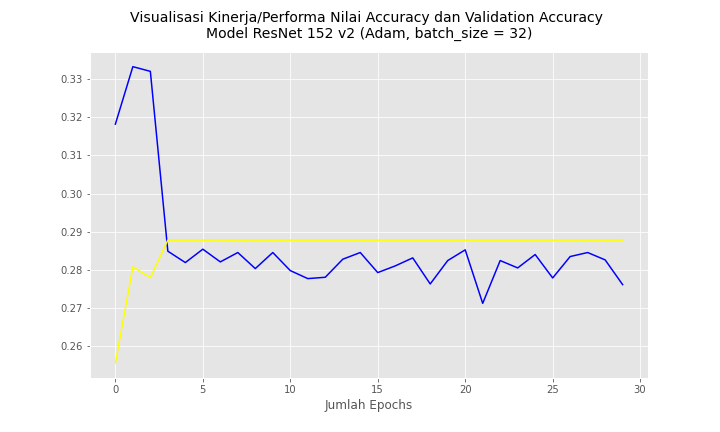 Visualisasi Kinerja/Performa Nilai Accuracy dan Validation Accuracy
Model ResNet 152 v2 (Adam, batch_size = 32)
0.33
0.32
0.31
0.30
0.29
0.28
0.27
0.26
0 5 10 15 20 25 30
Jumlah Epochs